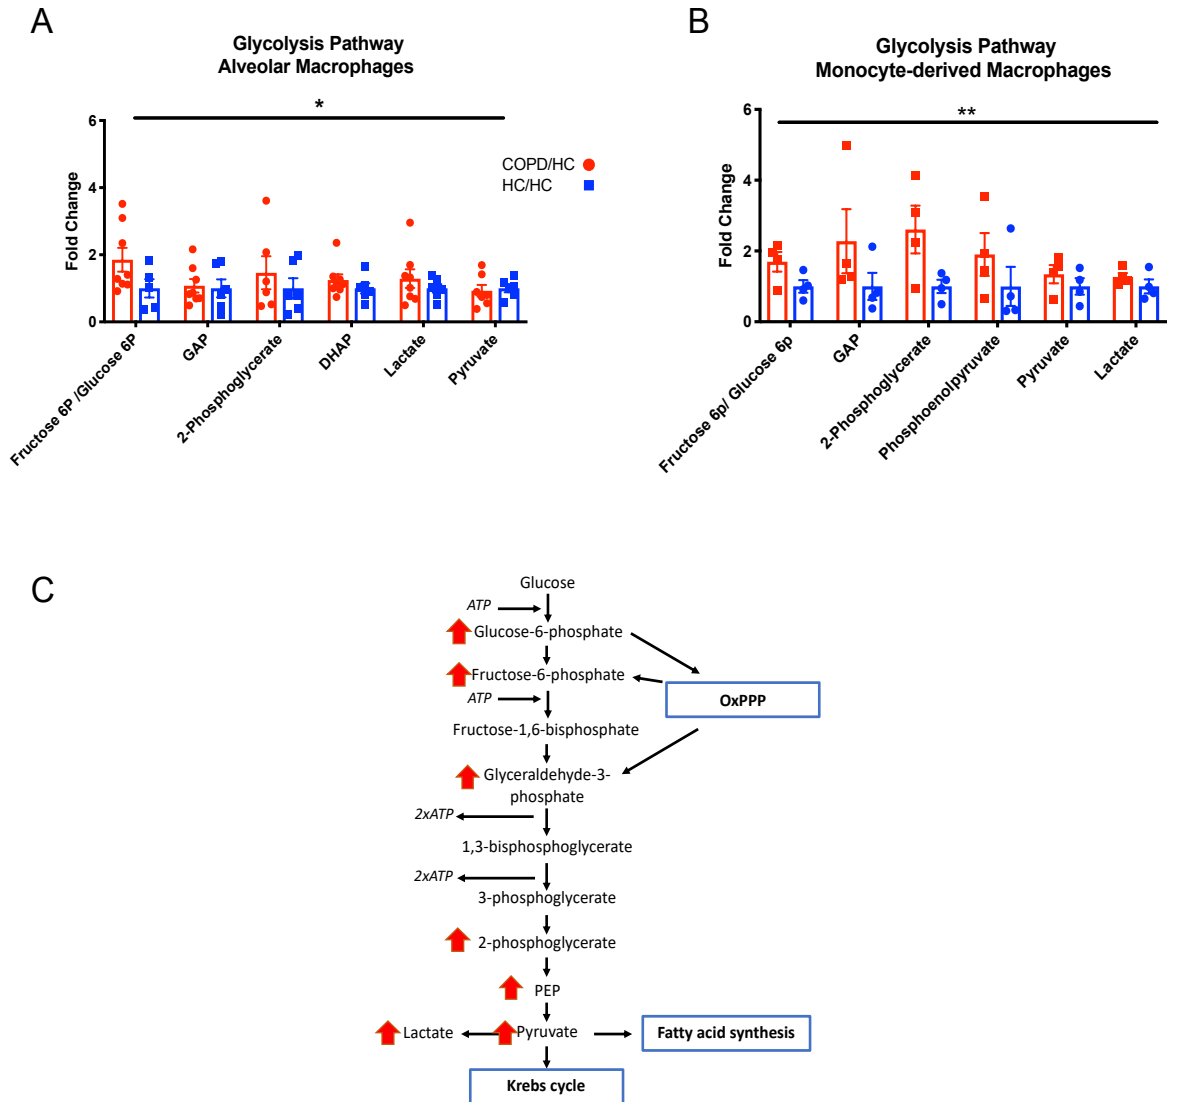 A
Glycolysis Pathway
Alveolar Macrophages
*
6
4
2
0
Fold Change
COPD/HC
HC/HC
Fructose 6P /Glucose 6P
GAP
2-Phosphoglycerate
DHAP
Lactate
Pyruvate
B
Glycolysis Pathway
Monocyte-derived Macrophages
**
6
4
2
0
Fold Change
Fructose 6p/ Glucose 6p
GAP
2-Phosphoglycerate
Phosphoenolpyruvate
Pyruvate
Lactate
C
Glucose
ATP
Glucose-6-phosphate
Fructose-6-phosphate
ATP
OxPPP
Fructose-1,6-bisphosphate
Glyceraldehyde-3-
phosphate
2xATP
1,3-bisphosphoglycerate
2xATP
3-phosphoglycerate
2-phosphoglycerate
PEP
Lactate
Pyruvate
Fatty acid synthesis
Krebs cycle